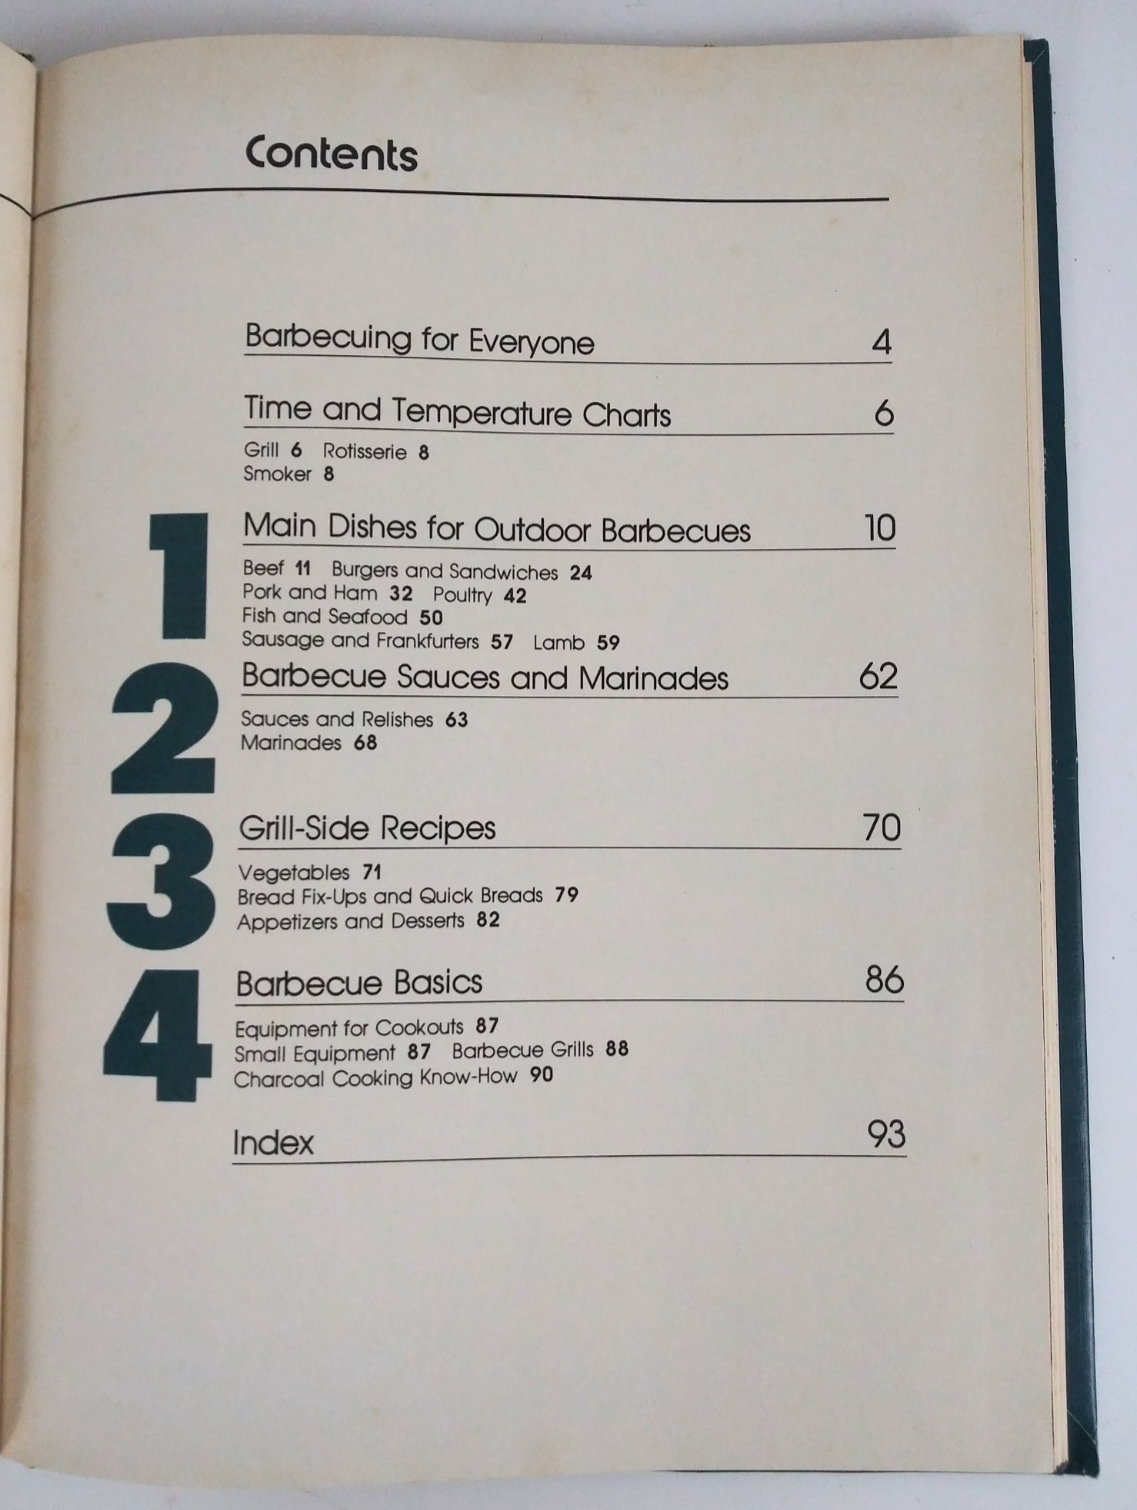 Contents
Barbecuing for Everyone 4
Time and Temperature Charts 6
Grill 6 Rotisserie 8
Smoker 8
1 Main Dishes for Outdoor Barbecues 10
Beef 11 Burgers and Sandwiches 24
Pork and Ham 32 Poultry 42
Fish and Seafood 50
Sausage and Frankfurters 57 Lamb 59
2 Barbecue Sauces and Marinades 62
Sauces and Relishes 63
Marinades 68
3 Grill-Side Recipes 70
Vegetables 71
Bread Fix-Ups and Quick Breads 79
Appetizers and Desserts 82
4 Barbecue Basics 86
Equipment for Cookouts 87
Small Equipment 87 Barbecue Grills 88
Charcoal Cooking Know-How 90
Index 93